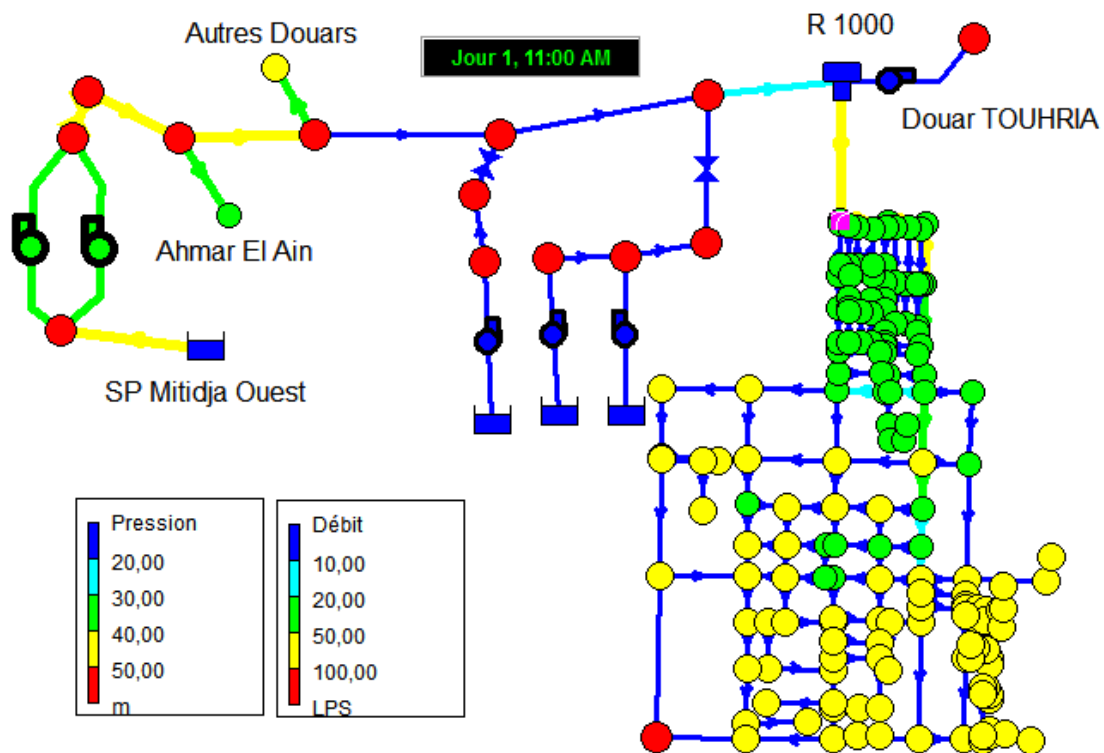 R 1000
Autres Douars
Jour 1, 11:00 AM
Douar TOUHRIA
Ahmar El Ain
SP Mitidja Ouest
Pression
20,00
30,00
40,00
50,00
m
Débit
10,00
20,00
50,00
100,00
LPS